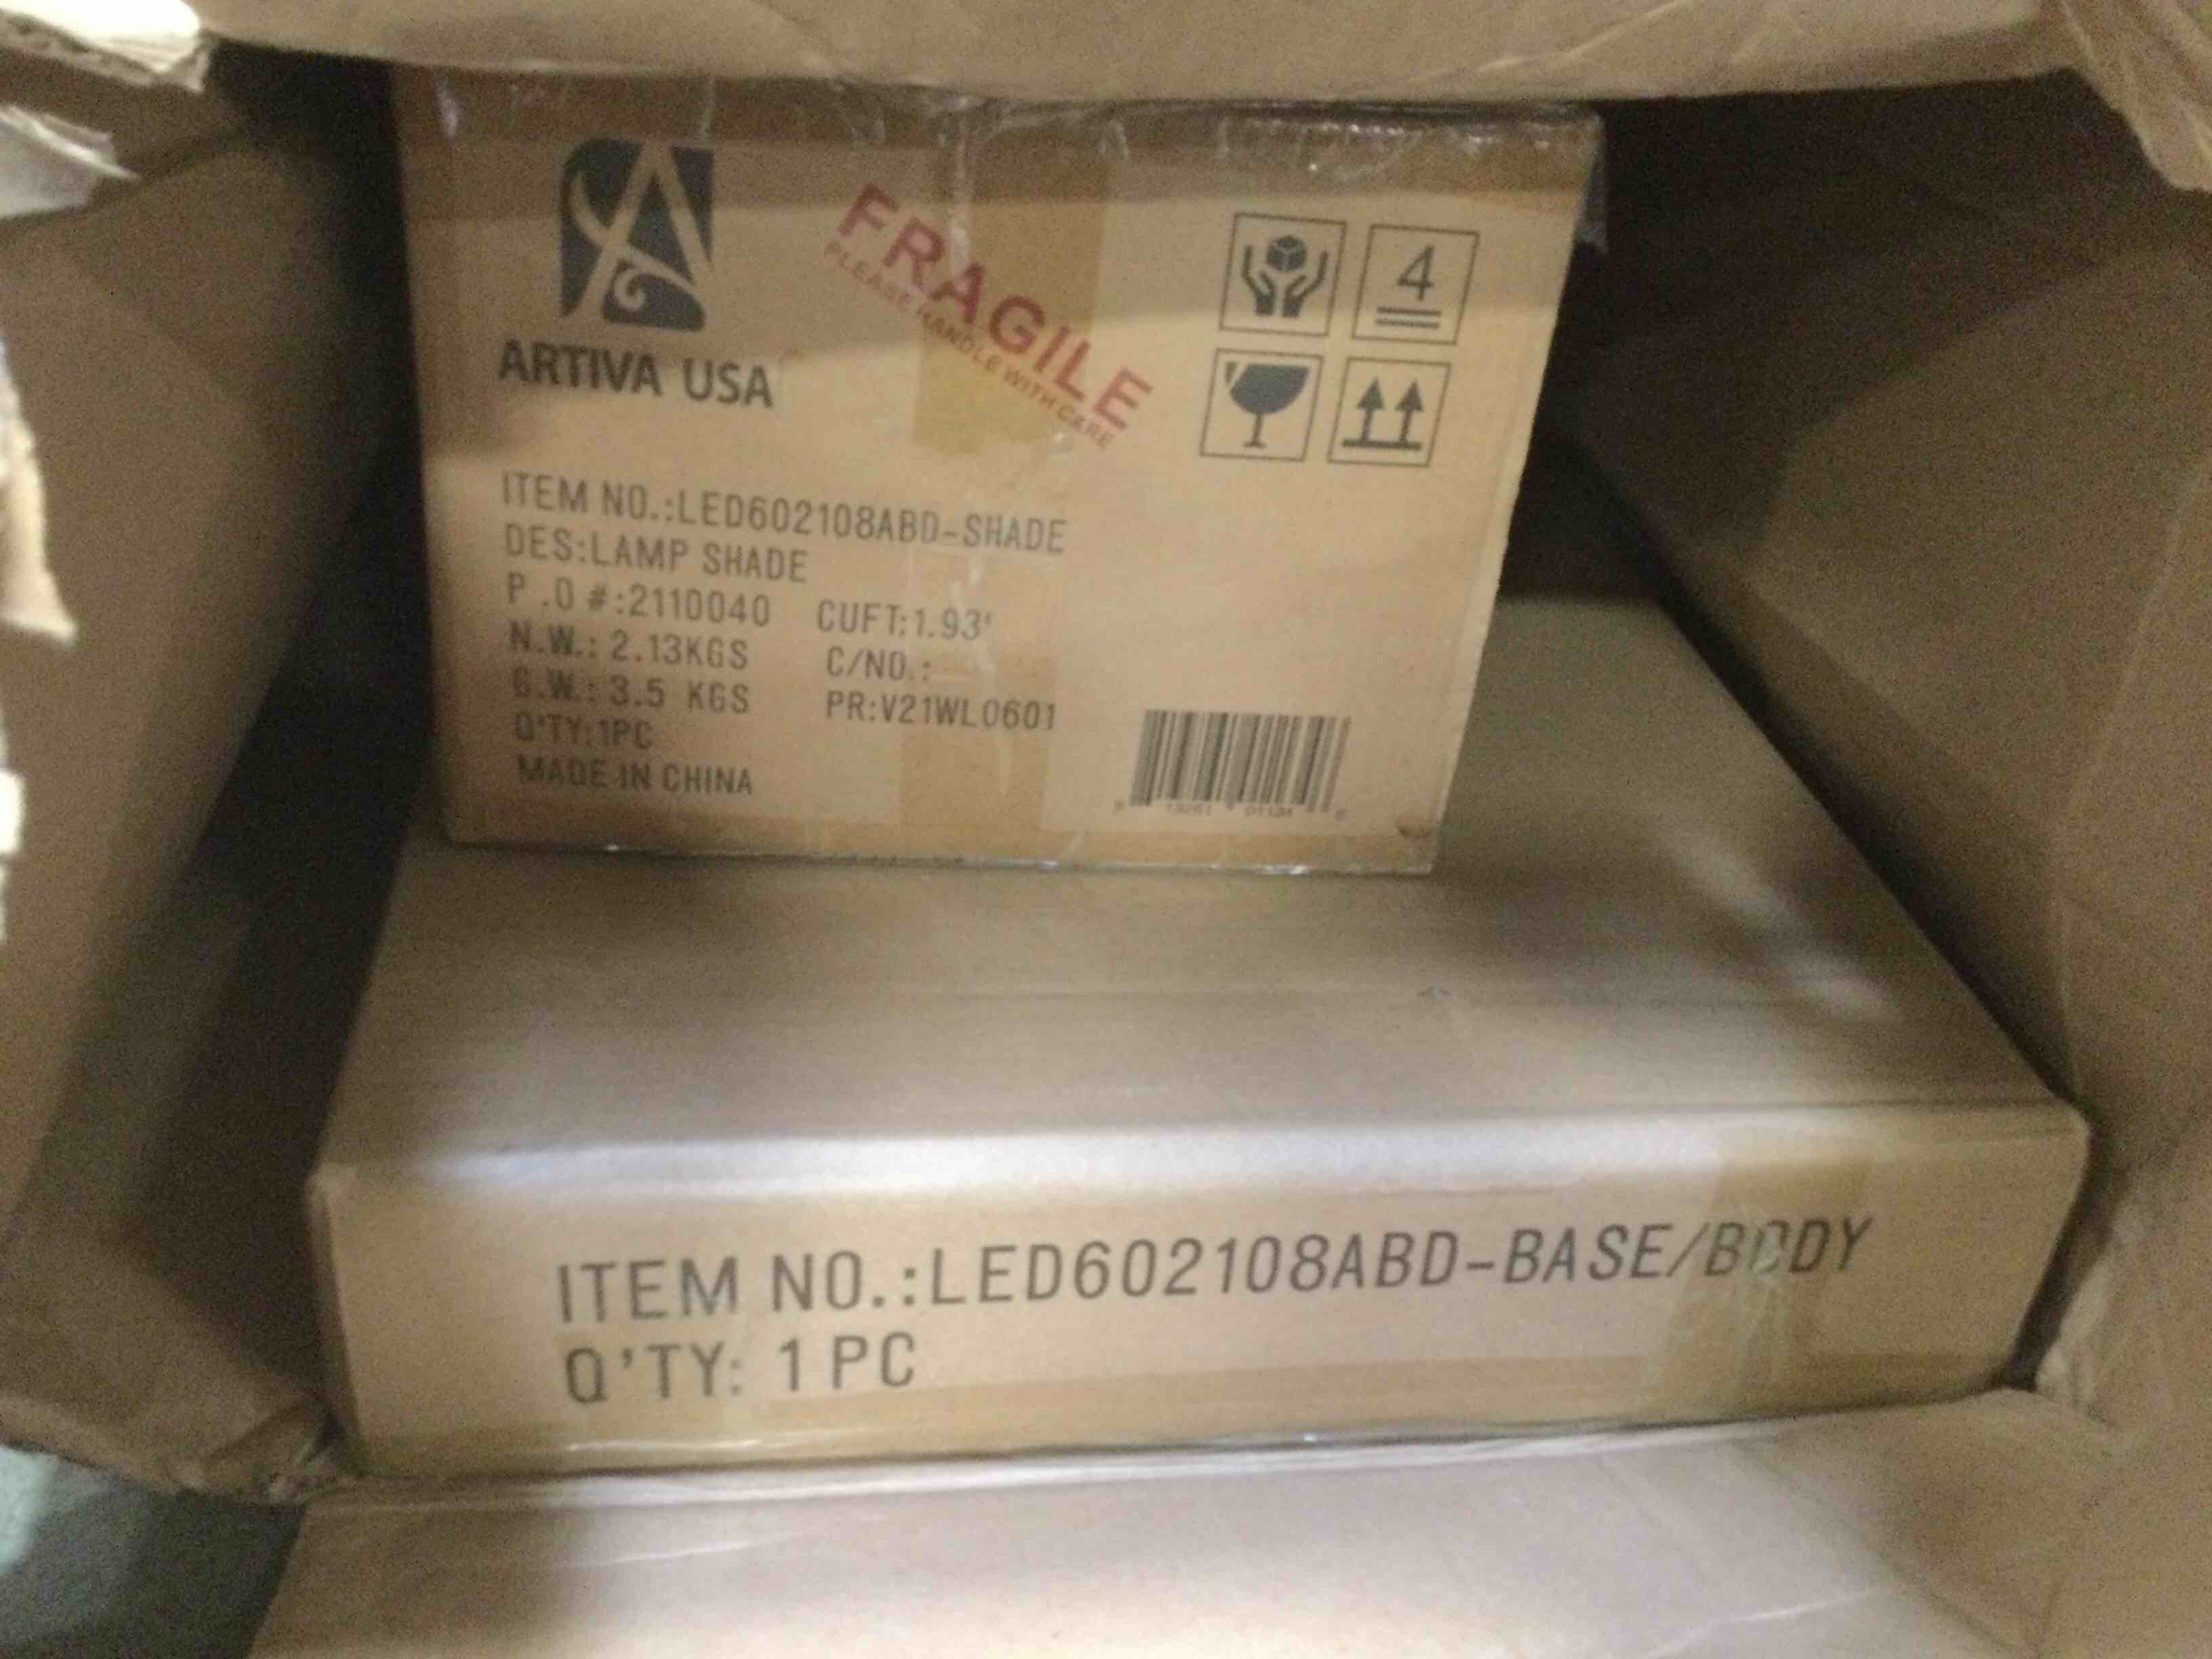 ARTIVA USA
FRAGILE
PLEASE HANDLE WITH CARE
4
ITEM NO.:LED602108ABD-SHADE
DES:LAMP SHADE
P.O #:2110040 CUFT:1.93'
N.W.: 2.13KGS C/NO.:
G.W.: 3.5 KGS PR:V21WL0601
Q'TY:1PC
MADE IN CHINA
ITEM NO.:LED602108ABD-BASE/BODY
Q'TY: 1PC